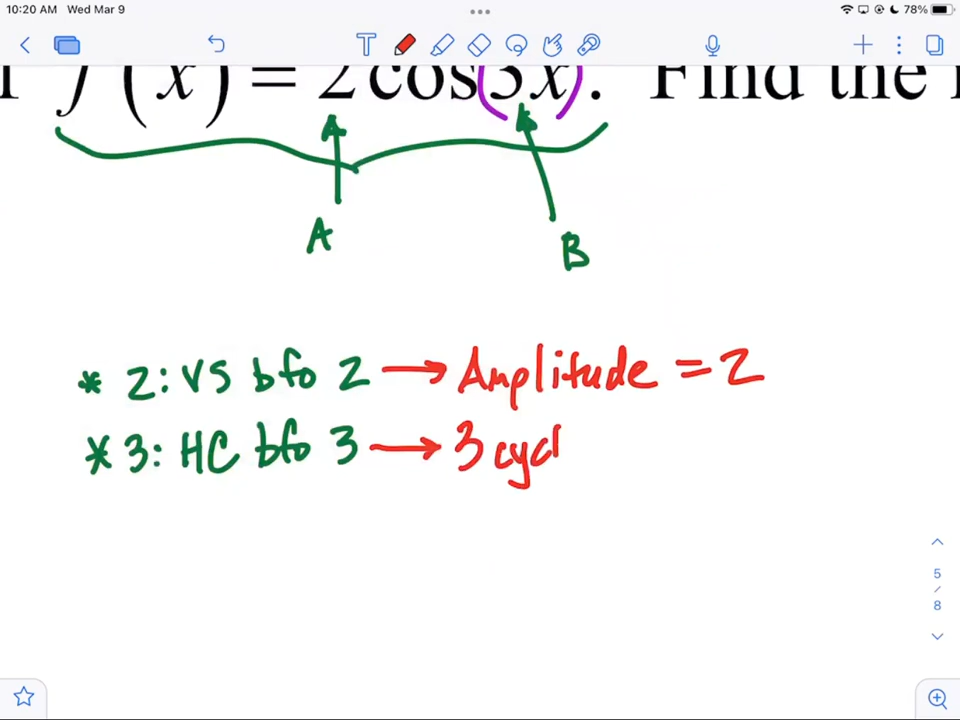 10:20 AM Wed Mar 9
78%
T
f(x) = 2cos(3x). Find the
A
B
* 2: VS bfo 2 → Amplitude = 2
* 3: HC bfo 3 → 3 cycl
5
/
8